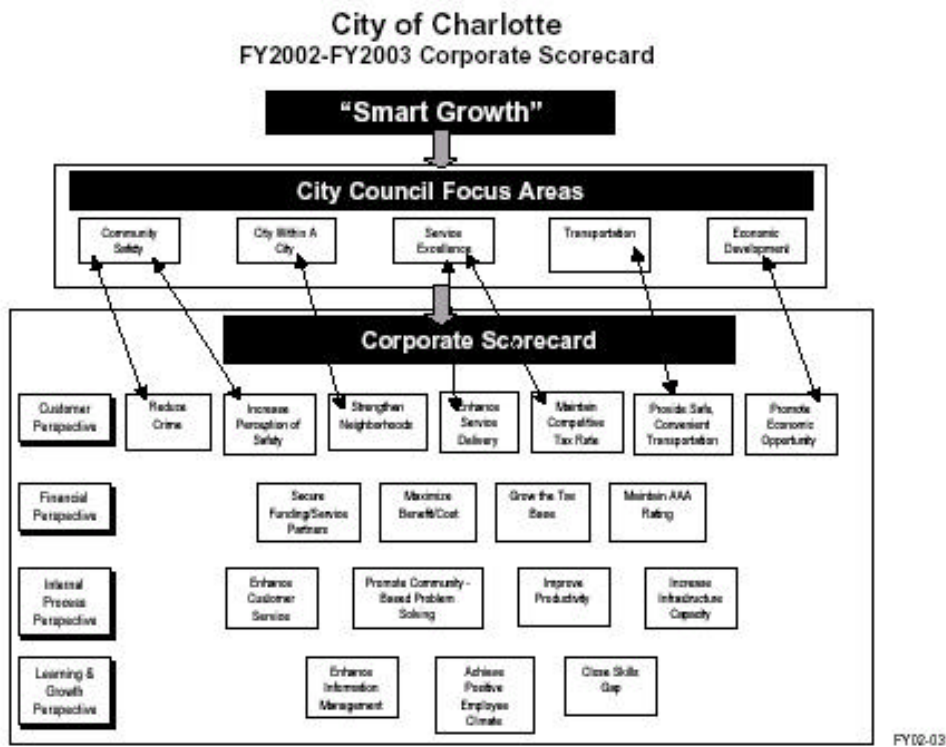 City of Charlotte
FY2002-FY2003 Corporate Scorecard
"Smart Growth"
City Council Focus Areas
Community
Safety
City Within A
City
Service
Excellence
Transportation
Economic
Development
Corporate Scorecard
Customer
Perspective
Reduce
Crime
Increase
Perception of
Safety
Strengthen
Neighborhoods
Enhance
Service
Delivery
Maintain
Competitive
Tax Rate
Provide Safe,
Convenient
Transportation
Promote
Economic
Opportunity
Financial
Perspective
Secure
Funding/Service
Partners
Maximize
Benefit/Cost
Grow the Tax
Base
Maintain AAA
Rating
Internal
Process
Perspective
Enhance
Customer
Service
Promote Community-
Based Problem
Solving
Improve
Productivity
Increase
Infrastructure
Capacity
Learning &
Growth
Perspective
Enhance
Information
Management
Achieve
Positive
Employee
Climate
Close Skills
Gap
FY02-03